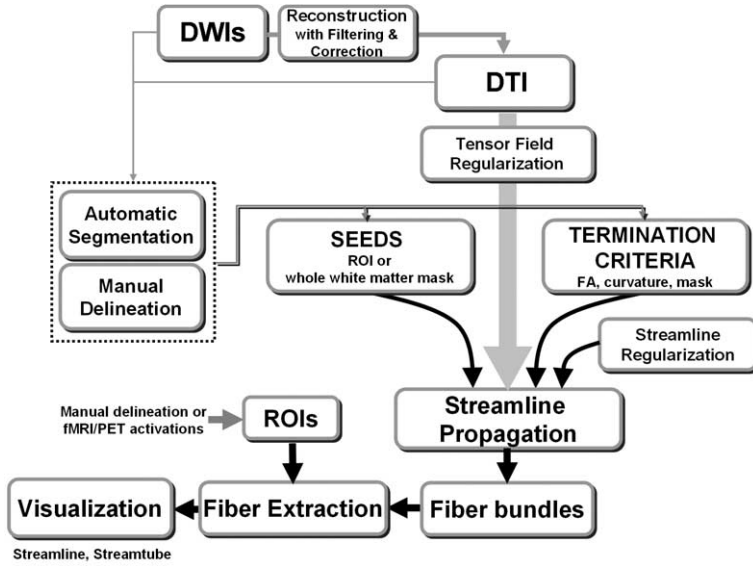 DWIs
Reconstruction
with Filtering &
Correction
DTI
Tensor Field
Regularization
Automatic
Segmentation
Manual
Delineation
SEEDS
ROI or
whole white matter mask
TERMINATION
CRITERIA
FA, curvature, mask
Streamline
Regularization
Manual delineation or
fMRI/PET activations
ROIs
Streamline
Propagation
Visualization
Fiber Extraction
Fiber bundles
Streamline, Streamtube